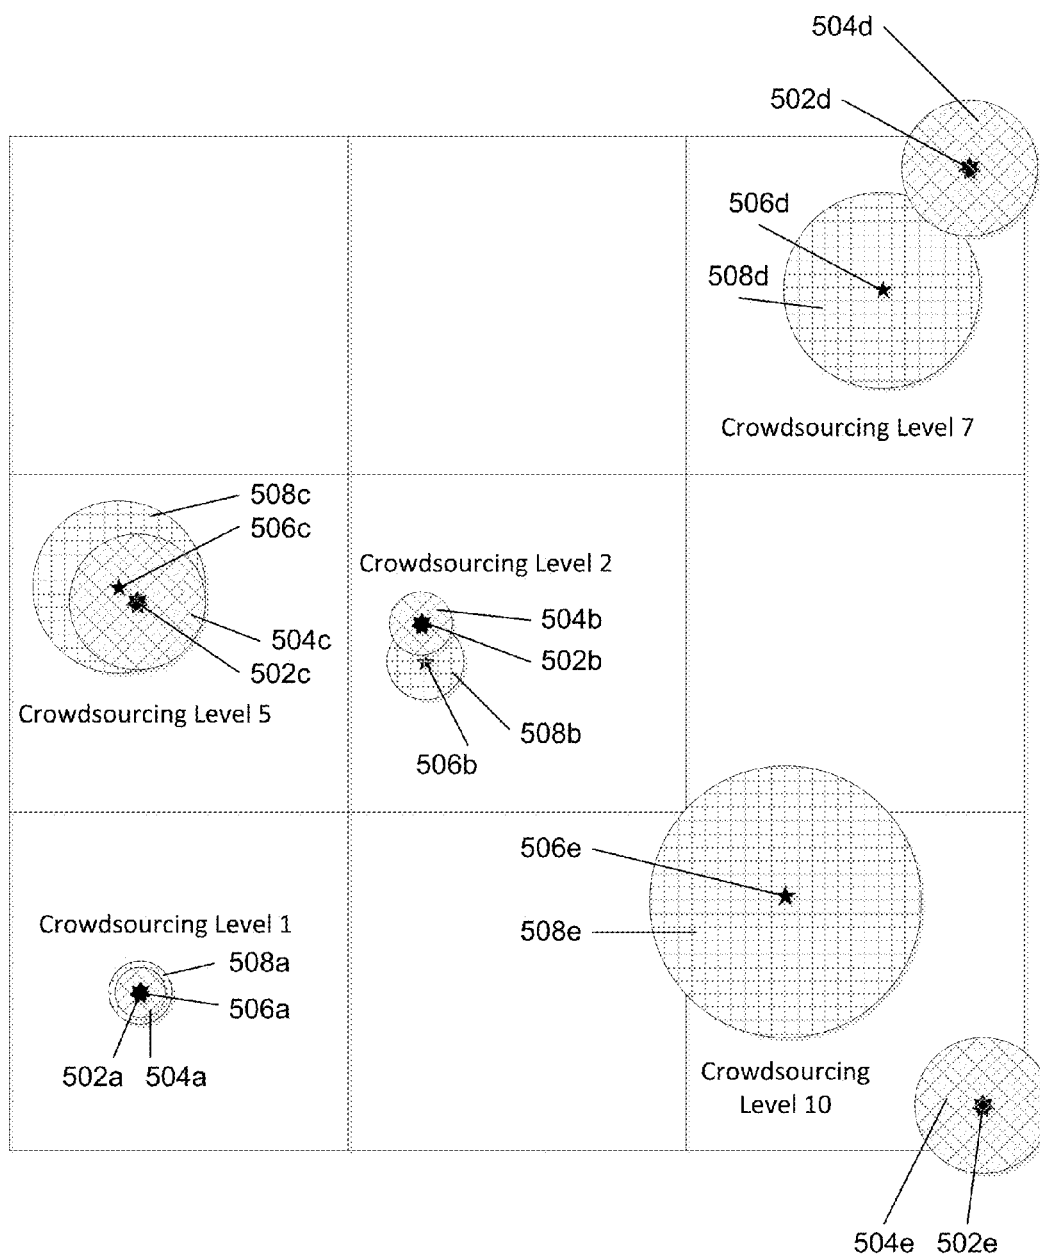 504d
502d
506d
508d
Crowdsourcing Level 7
508c
506c
504c
502c
Crowdsourcing Level 5
Crowdsourcing Level 2
504b
502b
508b
506b
506e
508e
Crowdsourcing Level 1
508a
506a
502a 504a
Crowdsourcing
Level 10
504e 502e